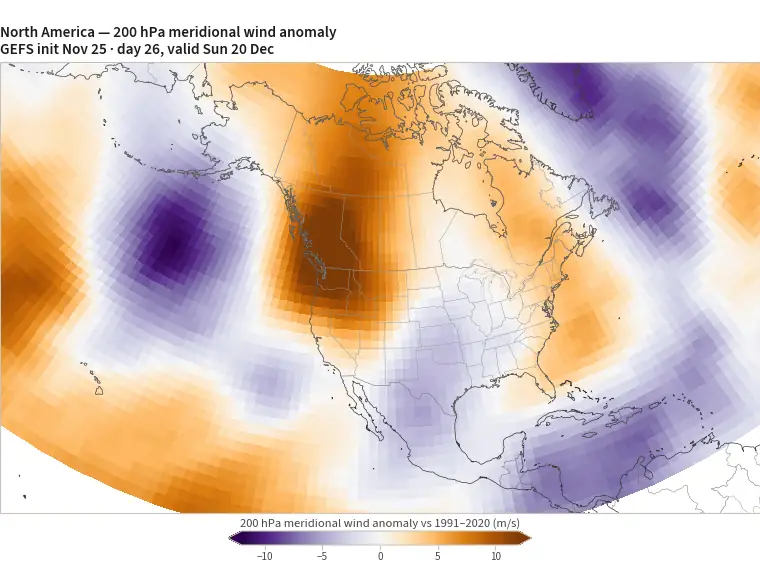 North America — 200 hPa meridional wind anomaly
GEFS init Nov 25 · day 26, valid Sun 20 Dec
200 hPa meridional wind anomaly vs 1991–2020 (m/s)
−10 −5 0 5 10